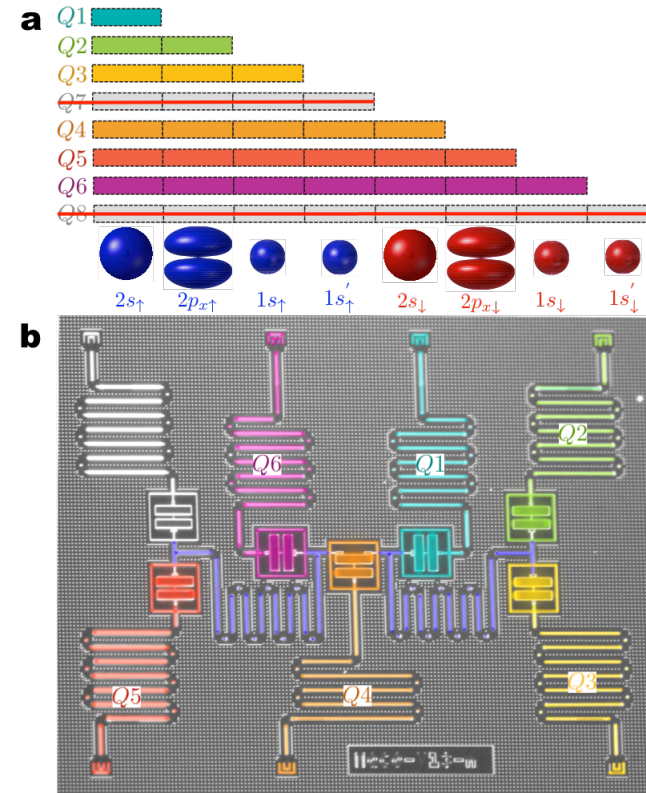 a
Q1
Q2
Q3
Q7
Q4
Q5
Q6
Q8
2s↑ 2pₓ↑ 1s↑ 1s′↑ 2s↓ 2pₓ↓ 1s↓ 1s′↓
b
Q6 Q1 Q2
Q5 Q4 Q3